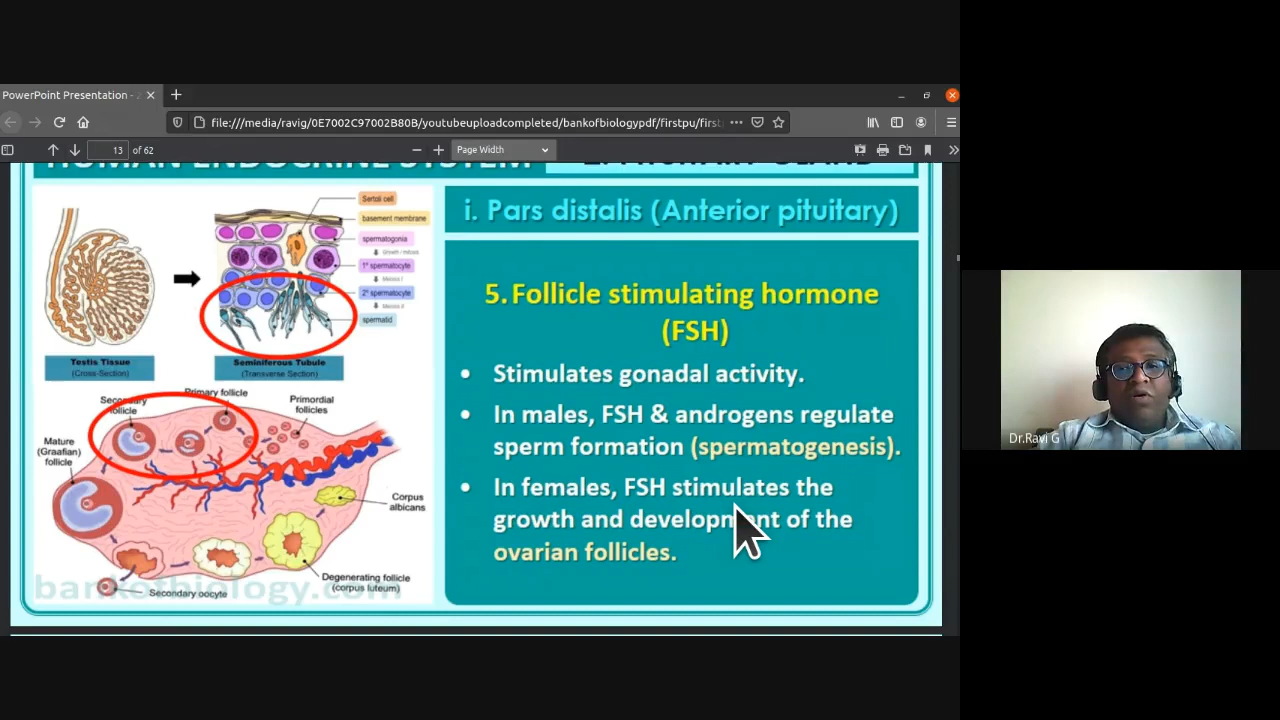 PowerPoint Presentation -
file:///media/ravig/0E7002C97002B80B/youtubeuploadcompleted/bankofbiologypdf/firstpu/first
13 of 62
Page Width
HUMAN ENDOCRINE SYSTEM
i. Pars distalis (Anterior pituitary)
Sertoli cell
basement membrane
spermatogonia
Growth / mitosis
1° spermatocyte
Meiosis I
2° spermatocyte
Meiosis II
spermatid
Testis Tissue
(Cross-Section)
Seminiferous Tubule
(Transverse Section)
Secondary
follicle
Primary follicle
Primordial
follicles
Mature
(Graafian)
follicle
Corpus
albicans
Degenerating follicle
(corpus luteum)
Secondary oocyte
bankofbiology.com
5. Follicle stimulating hormone
(FSH)
• Stimulates gonadal activity.
• In males, FSH & androgens regulate
sperm formation (spermatogenesis).
• In females, FSH stimulates the
growth and development of the
ovarian follicles.
Dr.Ravi G